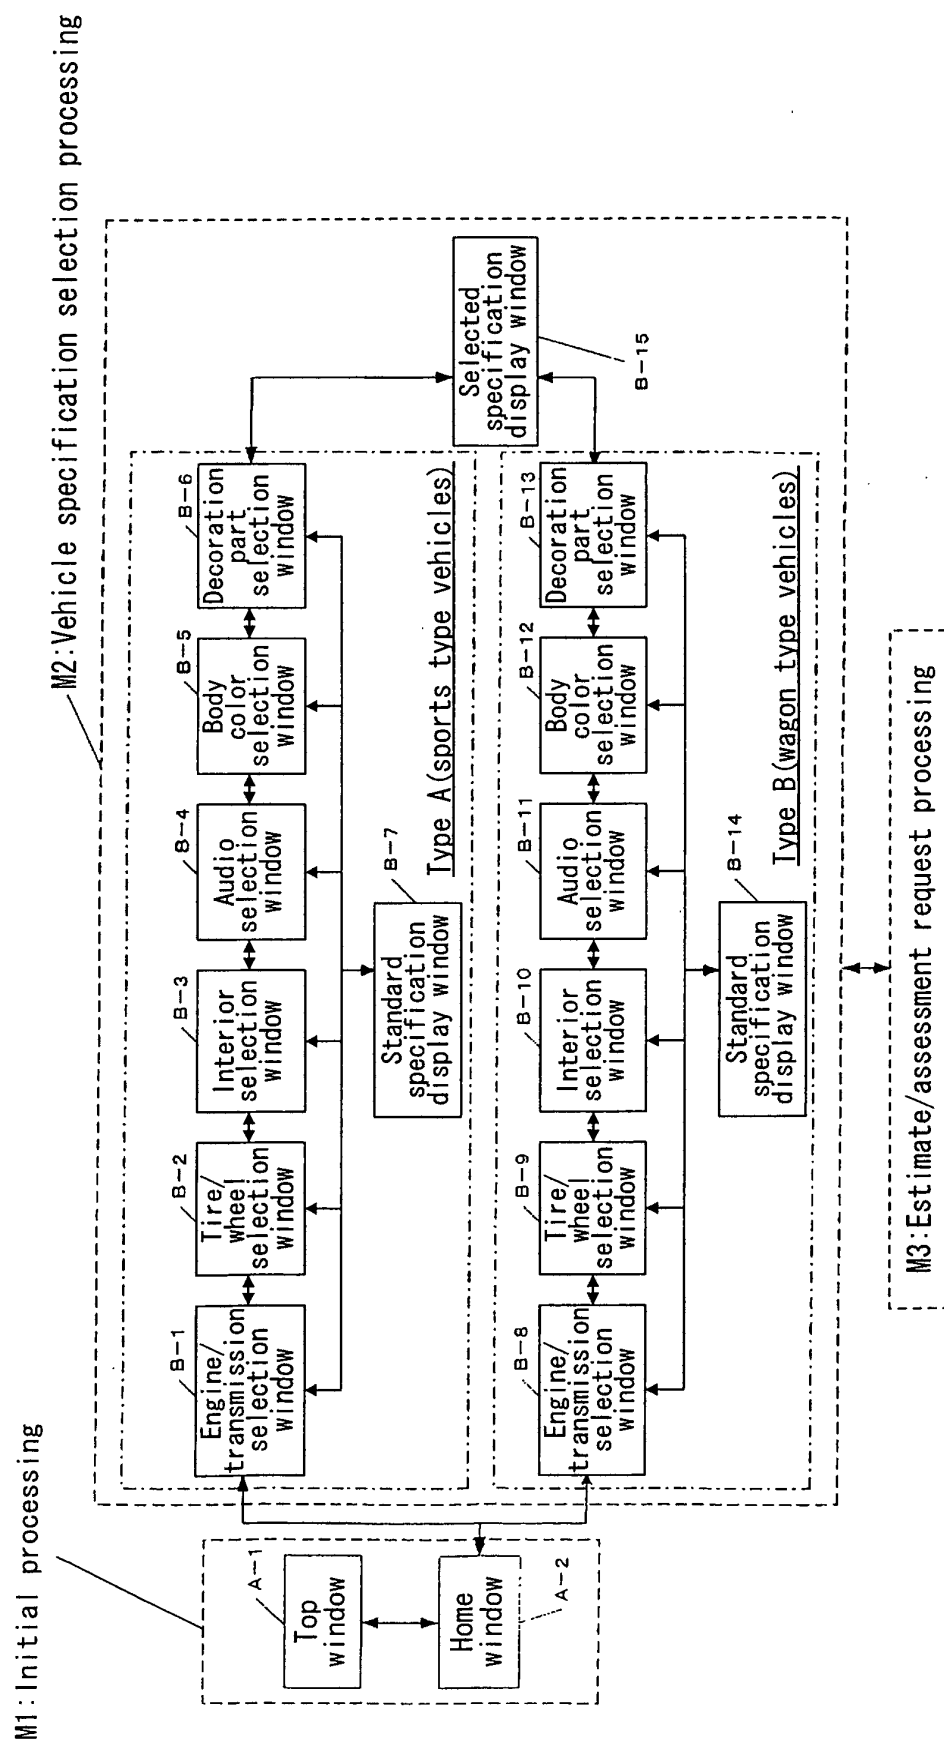 M1:Initial processing
M2:Vehicle specification selection processing
A-1
Top
window
Home
window
A-2
B-1
Engine/
transmission
selection
window
B-2
Tire/
wheel
selection
window
B-3
Interior
selection
window
B-4
Audio
selection
window
B-5
Body
color
selection
window
B-6
Decoration
part
selection
window
B-7
Standard
specification
display window
Type A(sports type vehicles)
Selected
specification
display window
B-15
B-8
Engine/
transmission
selection
window
B-9
Tire/
wheel
selection
window
B-10
Interior
selection
window
B-11
Audio
selection
window
B-12
Body
color
selection
window
B-13
Decoration
part
selection
window
B-14
Standard
specification
display window
Type B(wagon type vehicles)
M3:Estimate/assessment request processing